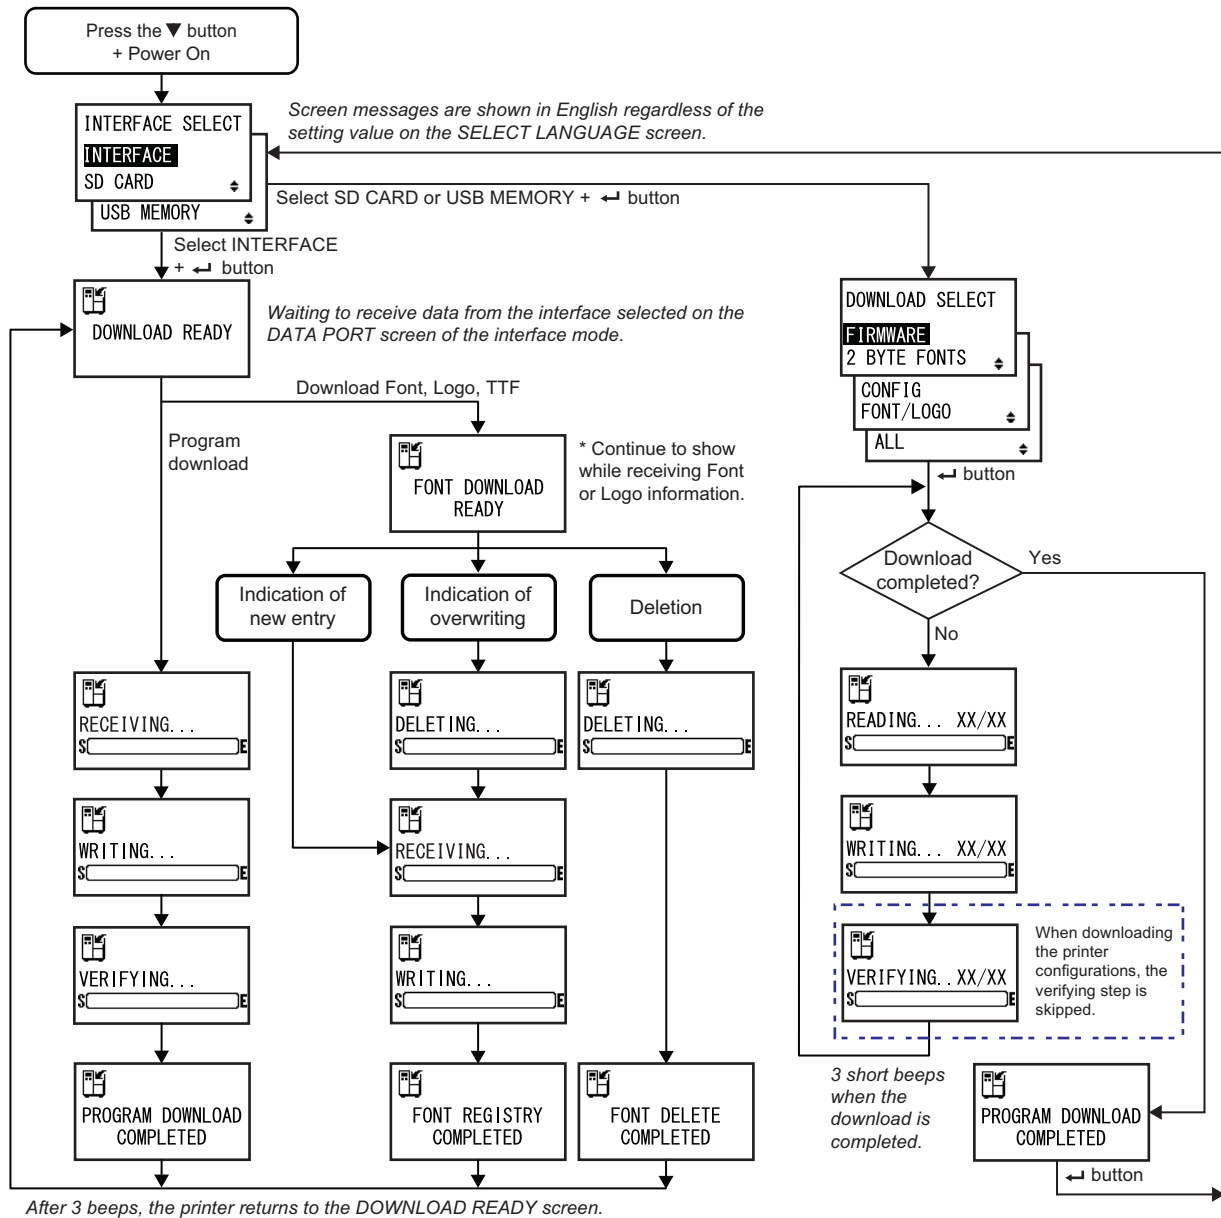 Press the ▼ button
+ Power On
Screen messages are shown in English regardless of the
setting value on the SELECT LANGUAGE screen.
INTERFACE SELECT
INTERFACE
SD CARD
USB MEMORY
Select SD CARD or USB MEMORY + ↵ button
Select INTERFACE
+ ↵ button
DOWNLOAD READY
Waiting to receive data from the interface selected on the
DATA PORT screen of the interface mode.
DOWNLOAD SELECT
FIRMWARE
2 BYTE FONTS
CONFIG
FONT/LOGO
ALL
↵ button
Download Font, Logo, TTF
Program
download
FONT DOWNLOAD
READY
* Continue to show
while receiving Font
or Logo information.
Indication of
new entry
Indication of
overwriting
Deletion
Download
completed?
Yes
No
RECEIVING...
S E
DELETING...
S E
DELETING...
S E
READING... XX/XX
S E
WRITING...
S E
RECEIVING...
S E
WRITING... XX/XX
S E
VERIFYING...
S E
WRITING...
S E
VERIFYING..XX/XX
S E
When downloading
the printer
configurations, the
verifying step is
skipped.
PROGRAM DOWNLOAD
COMPLETED
FONT REGISTRY
COMPLETED
FONT DELETE
COMPLETED
3 short beeps
when the
download is
completed.
PROGRAM DOWNLOAD
COMPLETED
↵ button
After 3 beeps, the printer returns to the DOWNLOAD READY screen.